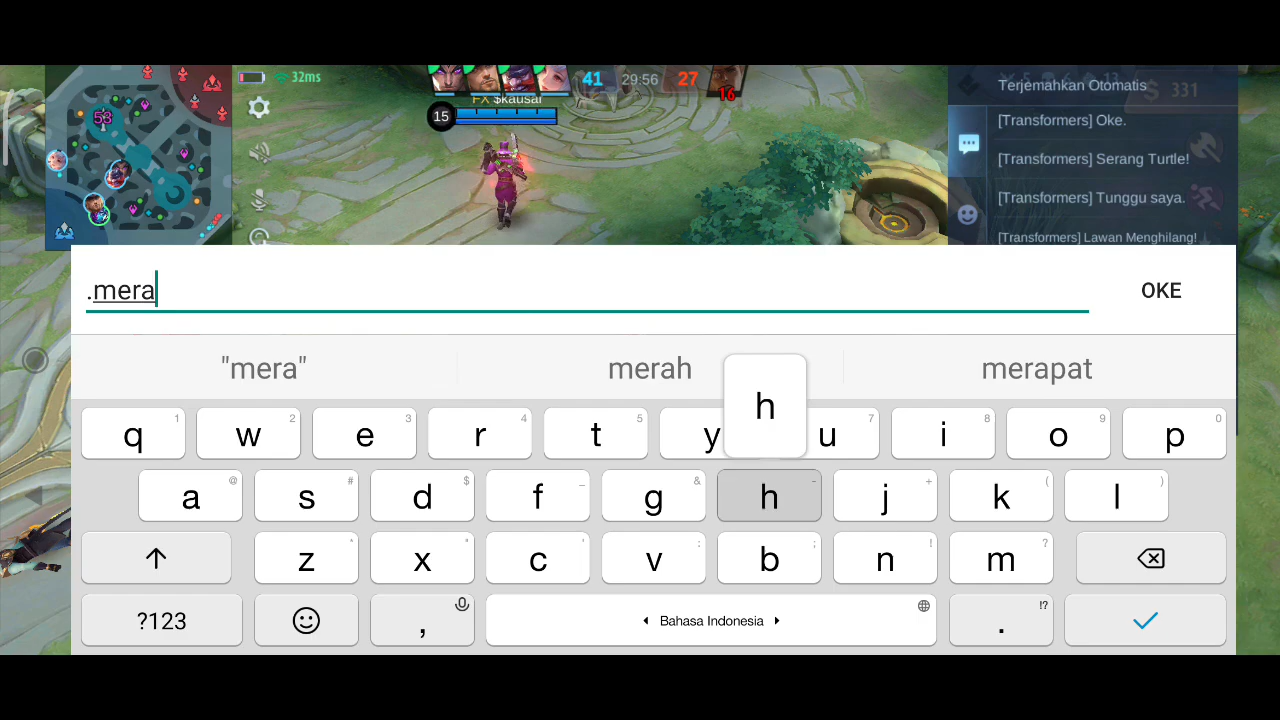 32ms
41 29:56 27
16
FX $kausar
15
53
Terjemahkan Otomatis
331
[Transformers] Oke.
[Transformers] Serang Turtle!
[Transformers] Tunggu saya.
[Transformers] Lawan Menghilang!
.mera
OKE
"mera" merah merapat
h
q 1 w 2 e 3 r 4 t 5 y u 7 i 8 o 9 p 0
a @ s # d $ f _ g & h - j + k ( l )
z * x " c ' v : b ; n ! m ?
?123 , Bahasa Indonesia . !?